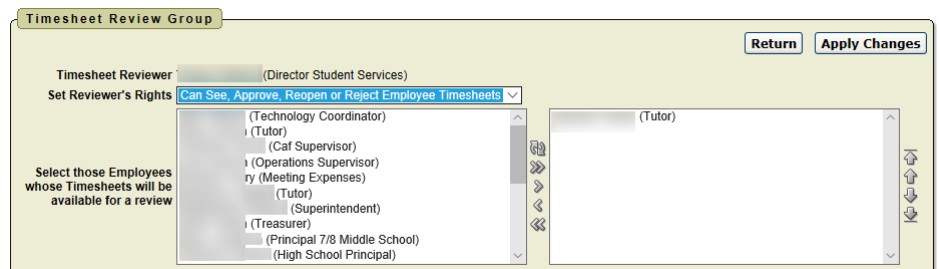 Timesheet Review Group
Return Apply Changes
Timesheet Reviewer (Director Student Services)
Set Reviewer's Rights Can See, Approve, Reopen or Reject Employee Timesheets
Select those Employees whose Timesheets will be available for a review
(Technology Coordinator)
(Tutor)
(Caf Supervisor)
(Operations Supervisor)
(Meeting Expenses)
(Tutor)
(Superintendent)
(Treasurer)
(Principal 7/8 Middle School)
(High School Principal)
(Tutor)